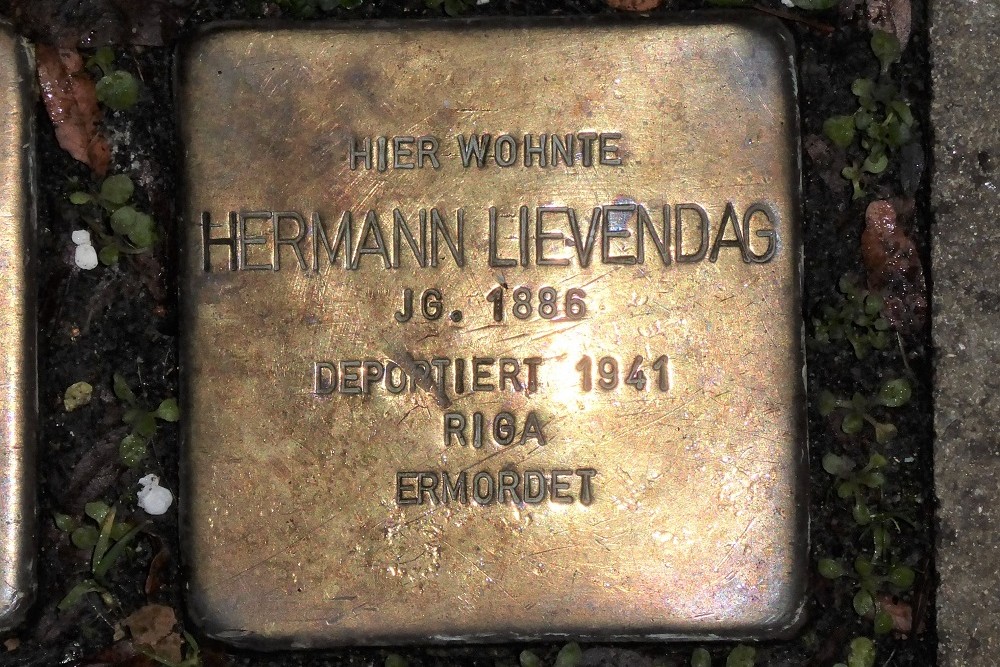 HIER WOHNTE
HERMANN LIEVENDAG
JG. 1886
DEPORTIERT 1941
RIGA
ERMORDET